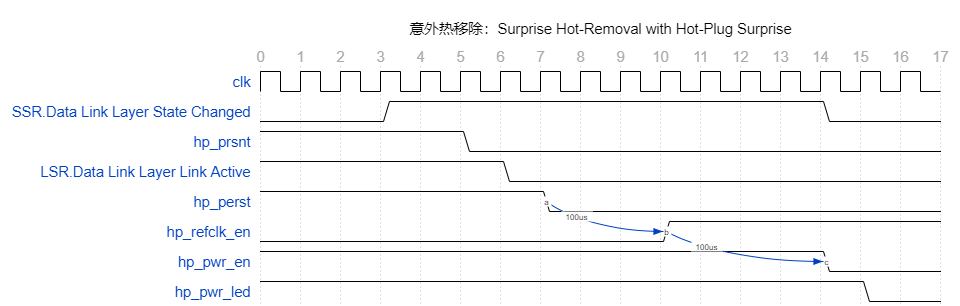 意外热移除：Surprise Hot-Removal with Hot-Plug Surprise
0 1 2 3 4 5 6 7 8 9 10 11 12 13 14 15 16 17
clk
SSR.Data Link Layer State Changed
hp_prsnt
LSR.Data Link Layer Link Active
hp_perst
a
100us
hp_refclk_en
b
100us
hp_pwr_en
c
hp_pwr_led